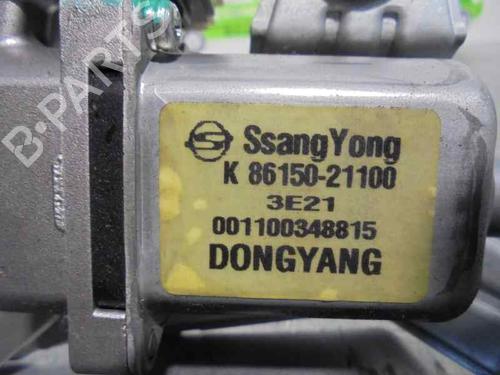 B-PARTS
SsangYong
K 86150-21100
3E21
001100348815
DONGYANG